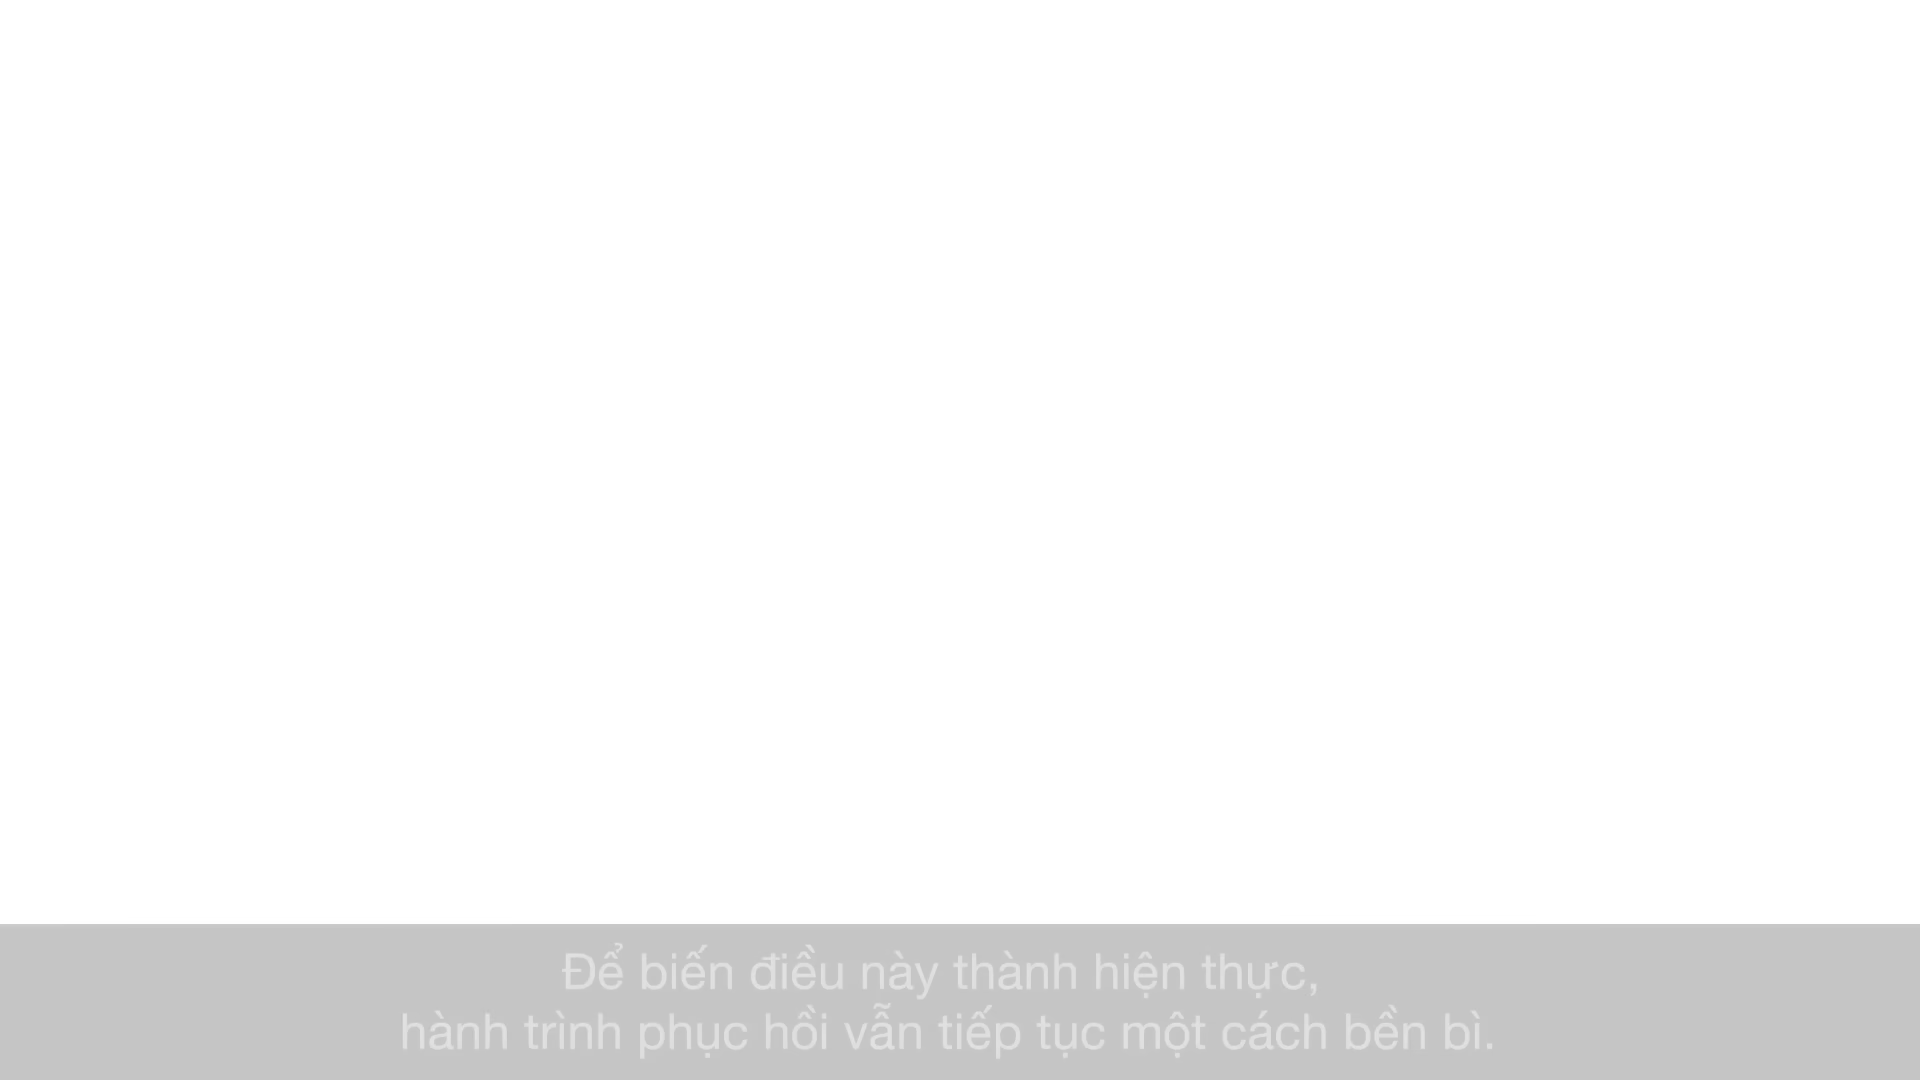 Để biến điều này thành hiện thực,
hành trình phục hồi vẫn tiếp tục một cách bền bì.